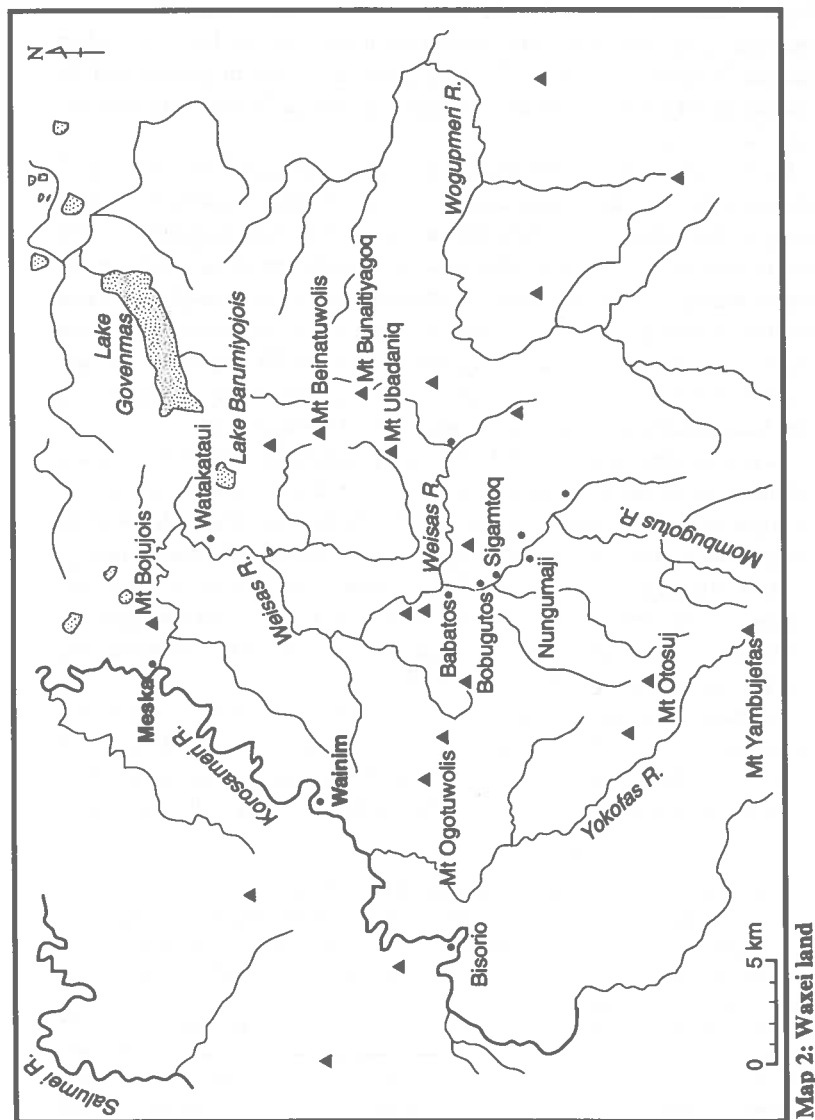 N
Salumei R.
Korosameri R.
Meska
Mt Bojujois
Lake
Govenmas
Watakataui
Lake Barumiyojois
Weisas R.
Wainim
Mt Beinatuwolis
Mt Bunaitiyagoq
Mt Ubadaniq
Weisas R.
Wogupmeri R.
Babatos
Bobugutos
Sigamtoq
Nungumaji
Mt Ogotuwolis
Bisorio
Yokofas R.
Mt Otosuj
Mombugotus R.
Mt Yambujefas
0 5 km
Map 2: Waxei land